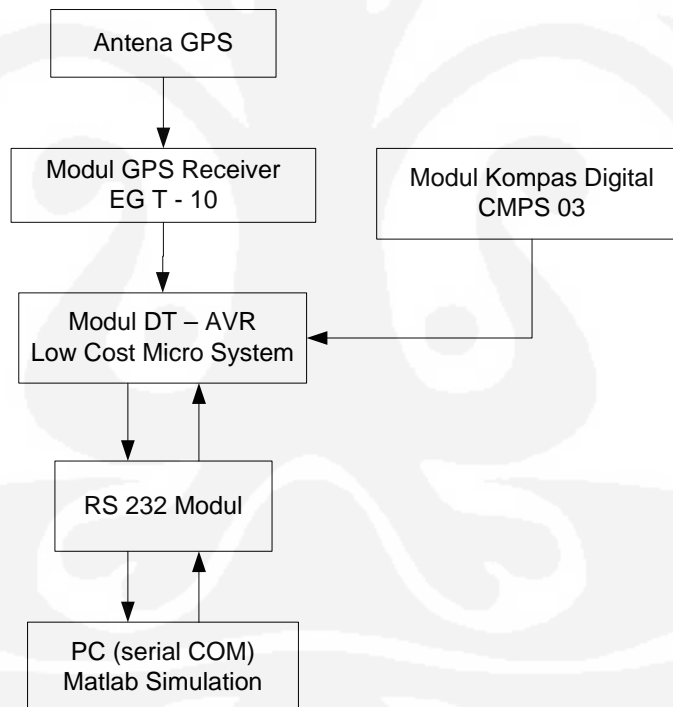 Antena GPS
Modul GPS Receiver
EG T - 10
Modul Kompas Digital
CMPS 03
Modul DT – AVR
Low Cost Micro System
RS 232 Modul
PC (serial COM)
Matlab Simulation